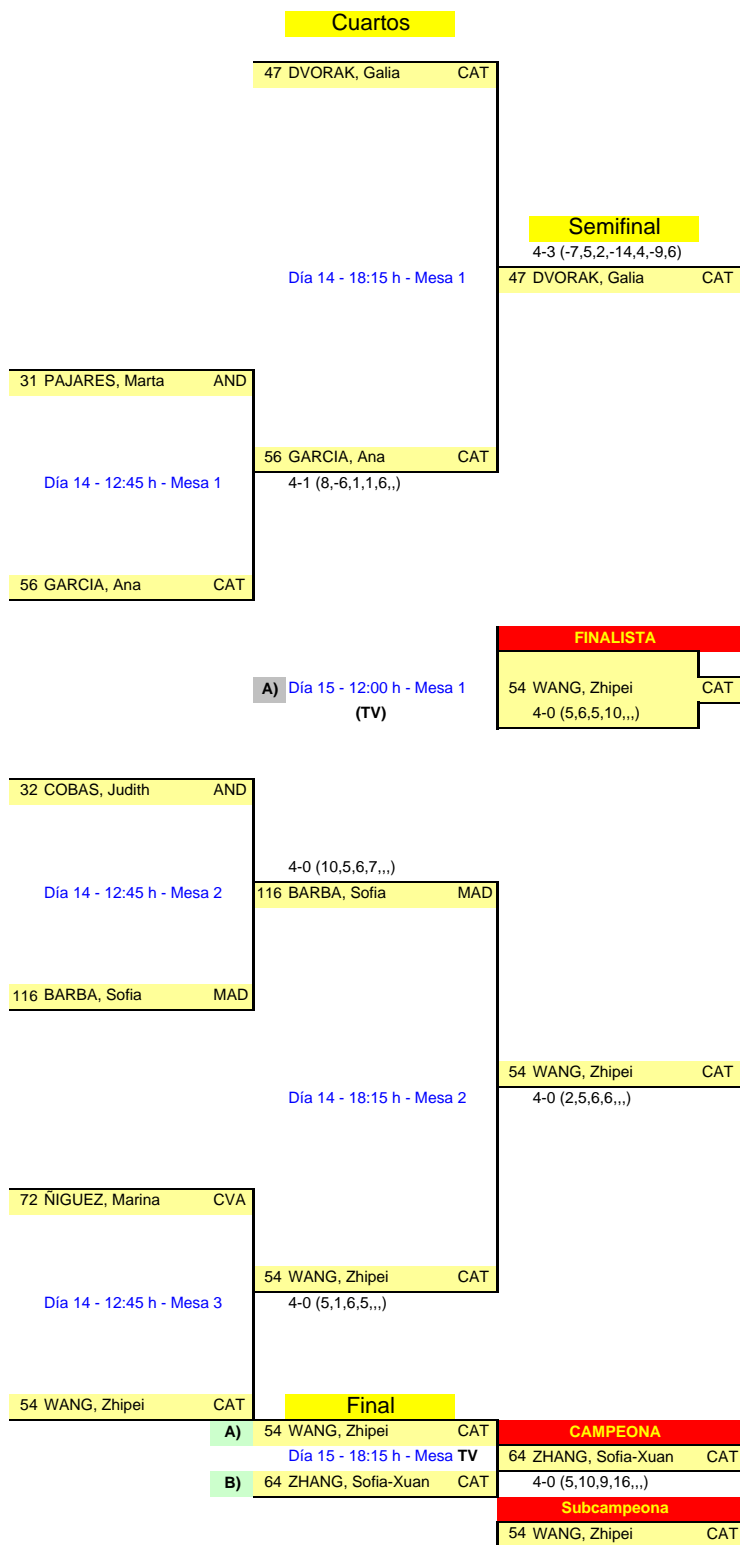 Cuartos
47 DVORAK, Galia CAT
Semifinal
4-3 (-7,5,2,-14,4,-9,6)
Día 14 - 18:15 h - Mesa 1
47 DVORAK, Galia CAT
31 PAJARES, Marta AND
56 GARCIA, Ana CAT
Día 14 - 12:45 h - Mesa 1
4-1 (8,-6,1,1,6,,)
56 GARCIA, Ana CAT
FINALISTA
A) Día 15 - 12:00 h - Mesa 1
54 WANG, Zhipei CAT
(TV)
4-0 (5,6,5,10,,,)
32 COBAS, Judith AND
4-0 (10,5,6,7,,,)
Día 14 - 12:45 h - Mesa 2
116 BARBA, Sofia MAD
116 BARBA, Sofia MAD
54 WANG, Zhipei CAT
Día 14 - 18:15 h - Mesa 2
4-0 (2,5,6,6,,,)
72 ÑIGUEZ, Marina CVA
54 WANG, Zhipei CAT
Día 14 - 12:45 h - Mesa 3
4-0 (5,1,6,5,,,)
54 WANG, Zhipei CAT
Final
A) 54 WANG, Zhipei CAT
CAMPEONA
Día 15 - 18:15 h - Mesa TV
64 ZHANG, Sofia-Xuan CAT
B) 64 ZHANG, Sofia-Xuan CAT
4-0 (5,10,9,16,,,)
Subcampeona
54 WANG, Zhipei CAT